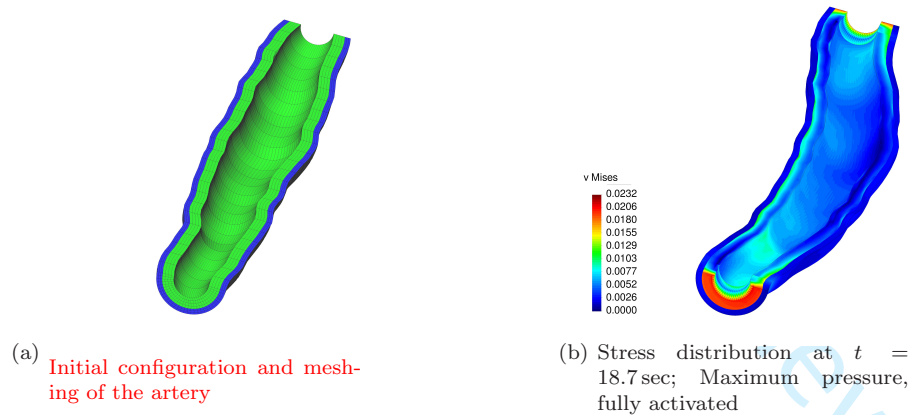 v Mises
0.0232
0.0206
0.0180
0.0155
0.0129
0.0103
0.0077
0.0052
0.0026
0.0000
(a) Initial configuration and mesh-
ing of the artery
(b) Stress distribution at t =
18.7 sec; Maximum pressure,
fully activated